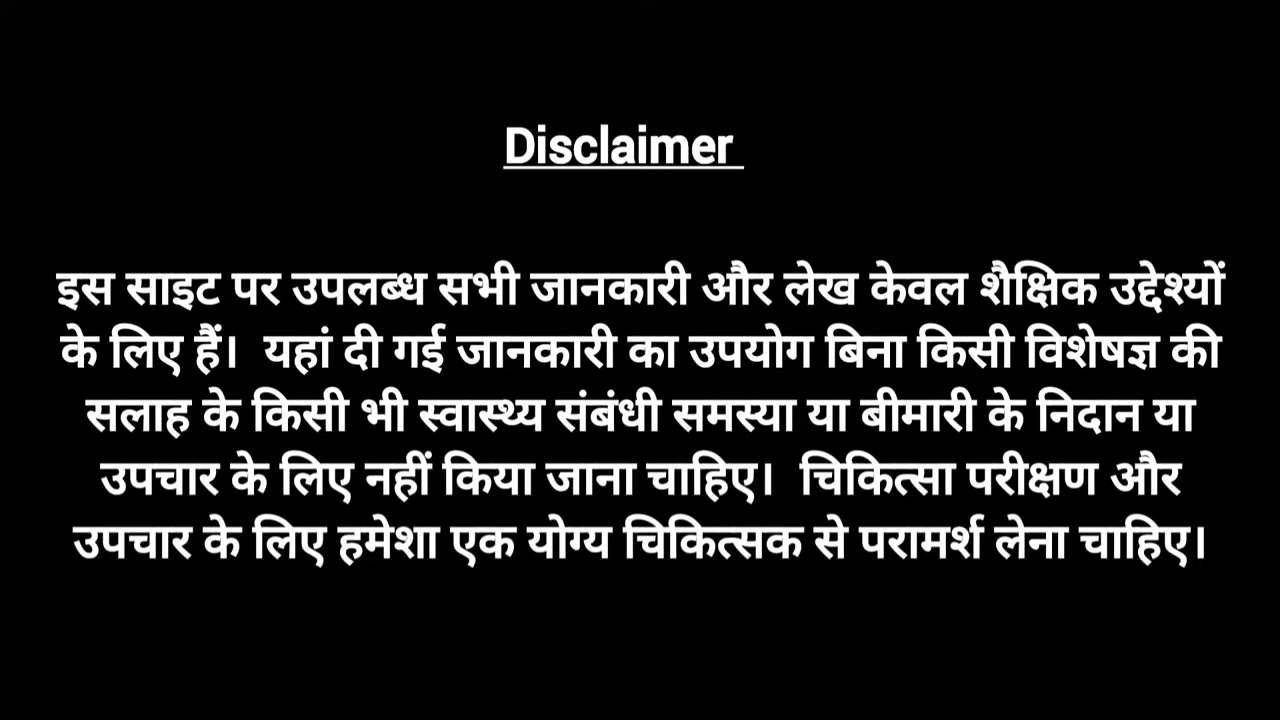 Disclaimer
इस साइट पर उपलब्ध सभी जानकारी और लेख केवल शैक्षिक उद्देश्यों
के लिए हैं। यहां दी गई जानकारी का उपयोग बिना किसी विशेषज्ञ की
सलाह के किसी भी स्वास्थ्य संबंधी समस्या या बीमारी के निदान या
उपचार के लिए नहीं किया जाना चाहिए। चिकित्सा परीक्षण और
उपचार के लिए हमेशा एक योग्य चिकित्सक से परामर्श लेना चाहिए।